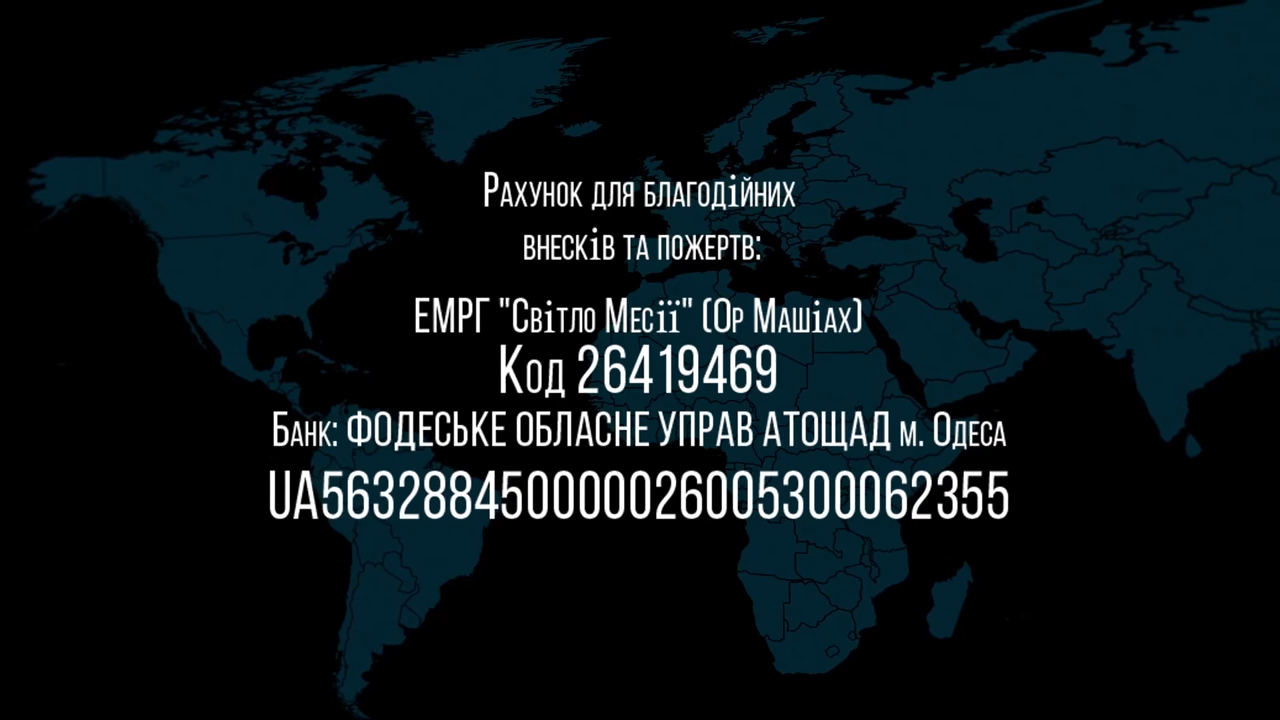 Рахунок для благодійних
внесків та пожертв:
ЕМРГ "Світло Месії" (Ор Машіах)
Код 26419469
Банк: ФОДЕСЬКЕ ОБЛАСНЕ УПРАВ АТОЩАД м. Одеса
UA563288450000026005300062355